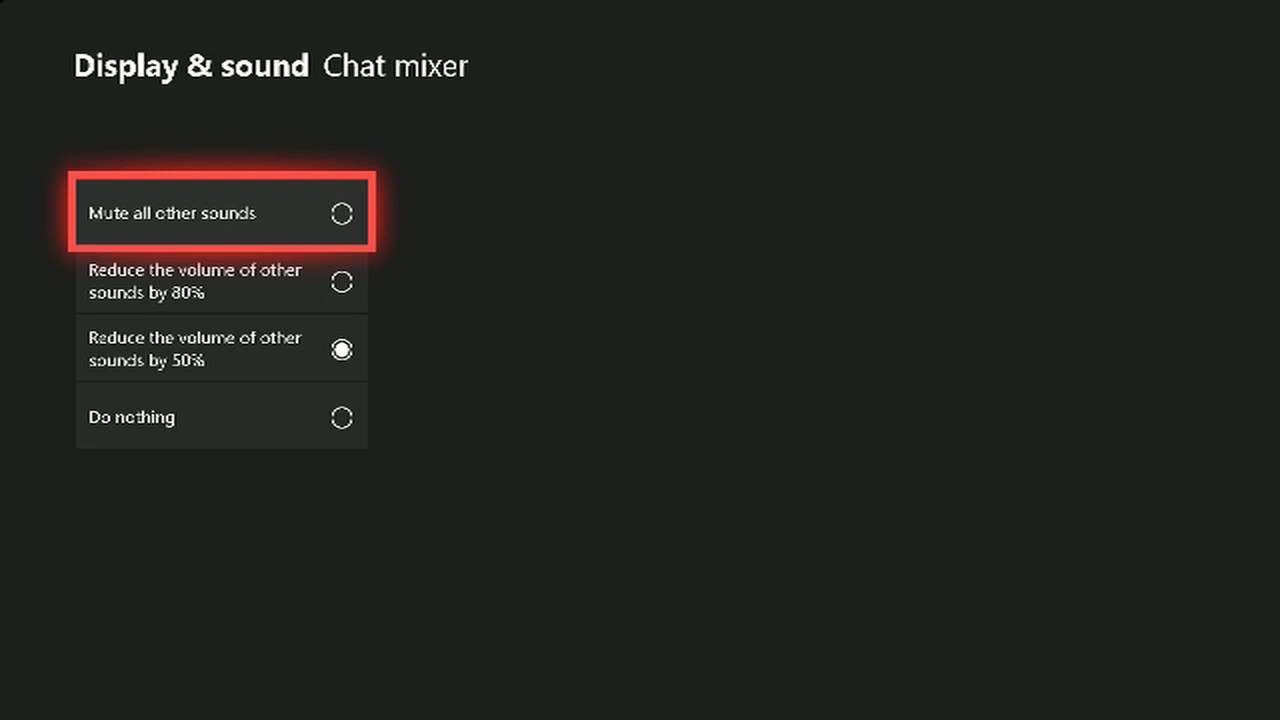 Display & sound Chat mixer
Mute all other sounds
Reduce the volume of other
sounds by 80%
Reduce the volume of other
sounds by 50%
Do nothing